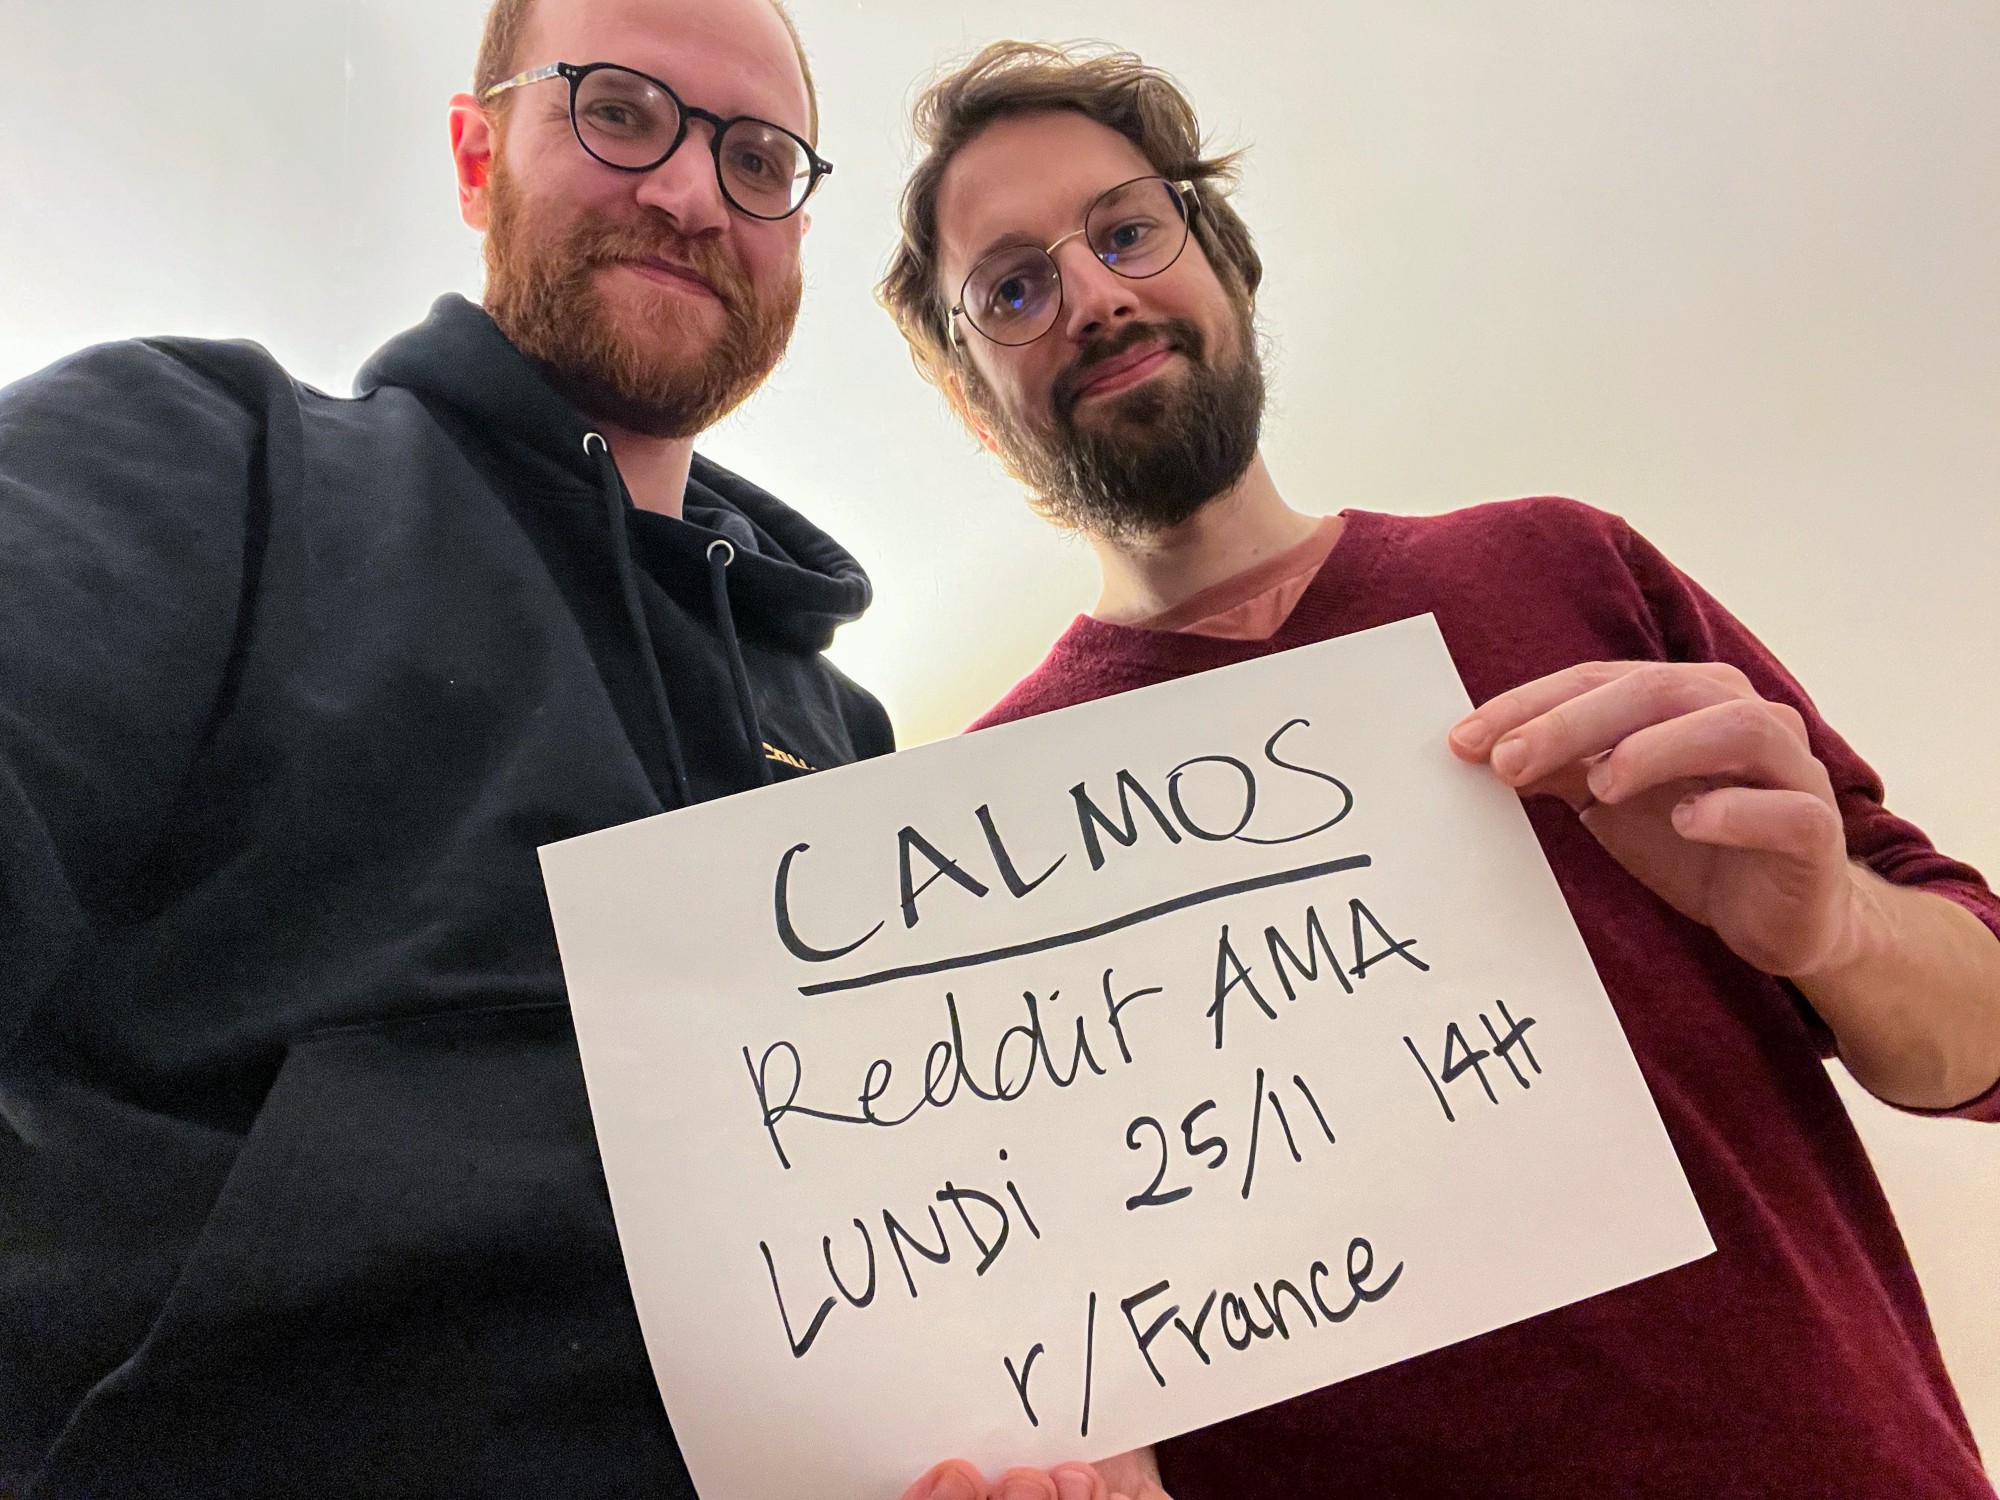 CALMOS
Reddit AMA
LUNDi 25/11 14H
r/France